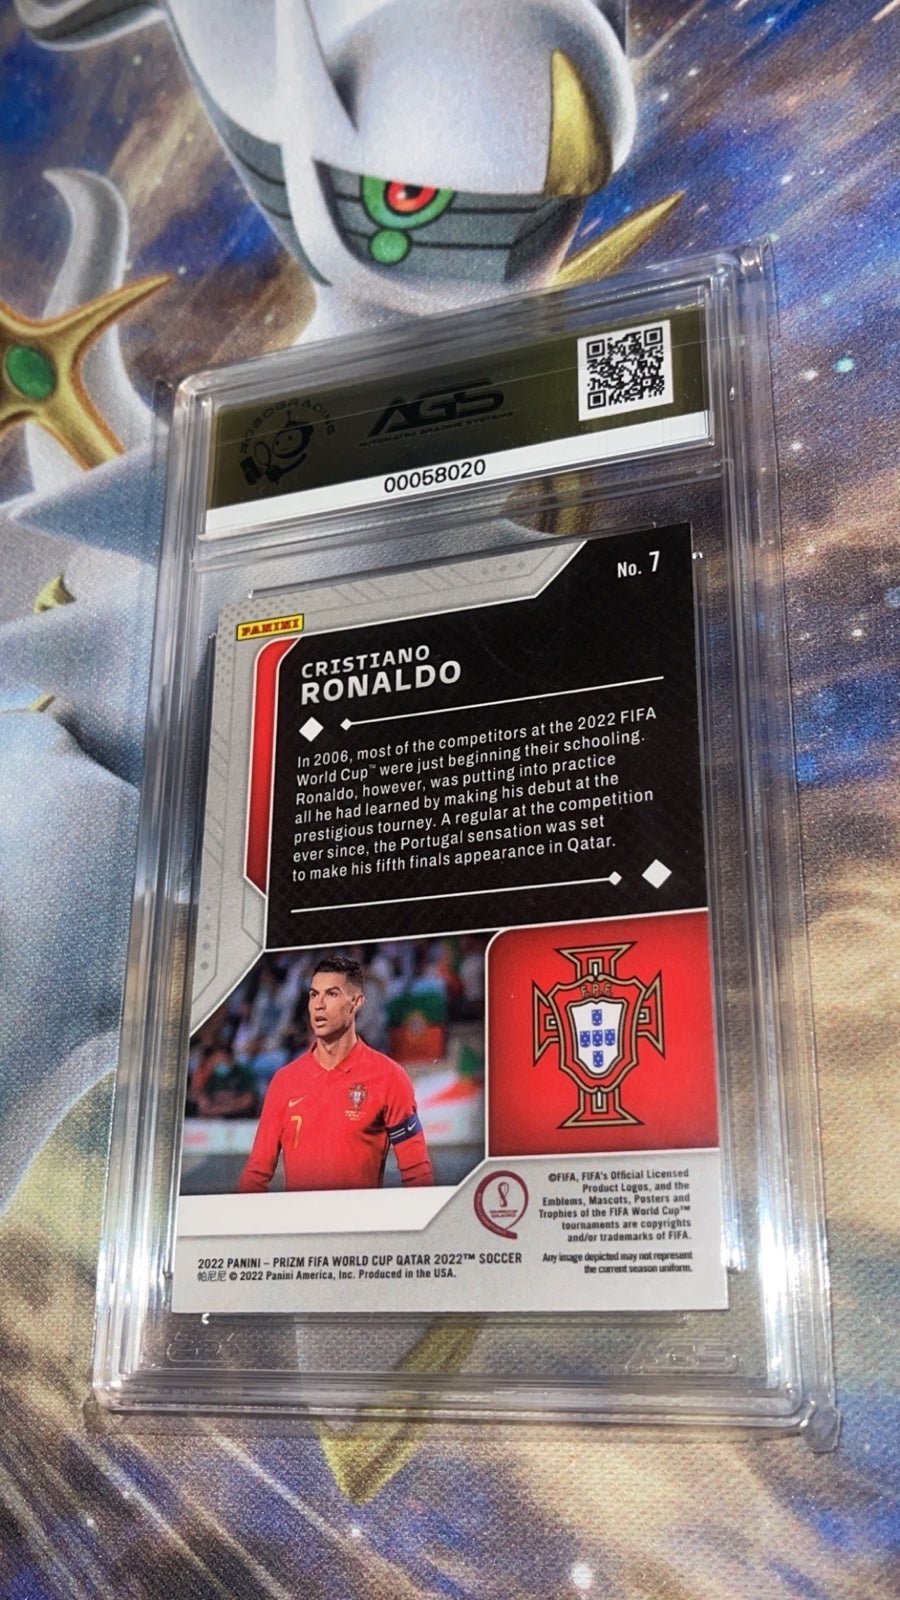 ROBOGRADING
AGS
AUTOMATED GRADING SYSTEMS
00058020
No. 7
PANINI
CRISTIANO
RONALDO
In 2006, most of the competitors at the 2022 FIFA
World Cup™ were just beginning their schooling.
Ronaldo, however, was putting into practice
all he had learned by making his debut at the
prestigious tourney. A regular at the competition
ever since, the Portugal sensation was set
to make his fifth finals appearance in Qatar.
F.P.F.
7
©FIFA, FIFA's Official Licensed
Product Logos, and the
Emblems, Mascots, Posters and
Trophies of the FIFA World Cup™
tournaments are copyrights
and/or trademarks of FIFA.
2022 PANINI – PRIZM FIFA WORLD CUP QATAR 2022™ SOCCER
帕尼尼 © 2022 Panini America, Inc. Produced in the USA.
Any image depicted may not represent
the current season uniform.
AGS